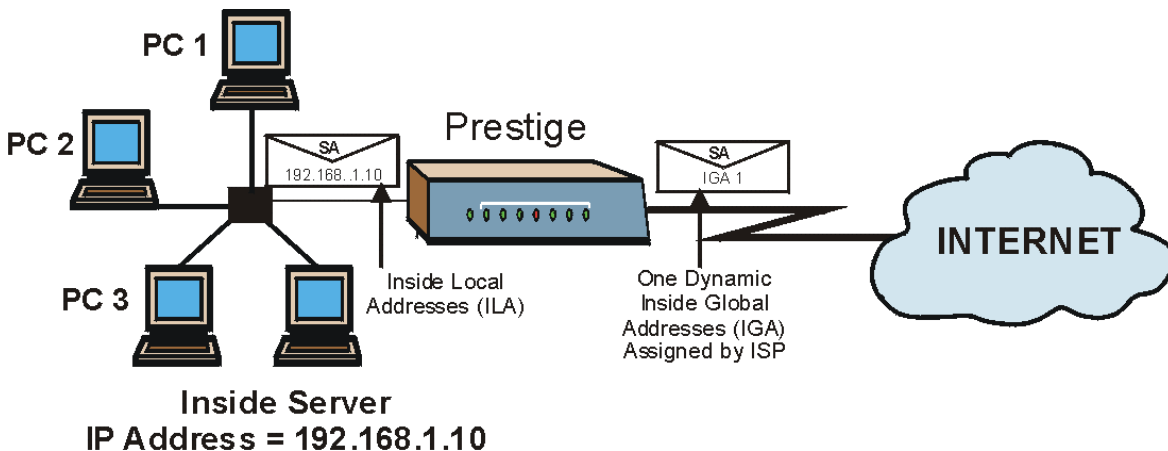 PC 1
PC 2
PC 3
SA
192.168..1.10
Prestige
SA
IGA 1
INTERNET
Inside Local
Addresses (ILA)
One Dynamic
Inside Global
Addresses (IGA)
Assigned by ISP
Inside Server
IP Address = 192.168.1.10